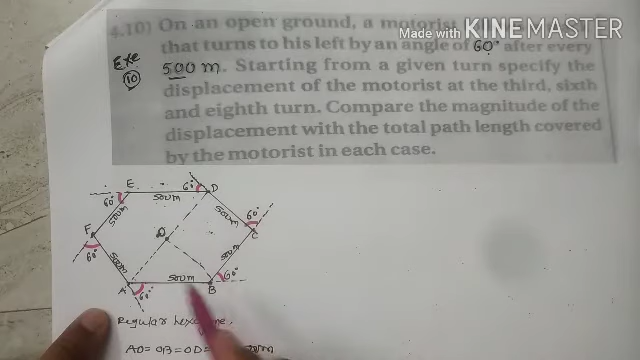 4.10) On an open ground, a motorist
Made with KINEMASTER
that turns to his left by an angle of 60° after every
Exe
10
500 m. Starting from a given turn specify the
displacement of the motorist at the third, sixth
and eighth turn. Compare the magnitude of the
displacement with the total path length covered
by the motorist in each case.
E
60°
500m
60°
D
500m
60°
C
500m
F
60°
500m
O
500m
A
60°
500m
B
60°
Regular
AO = OB = OD =